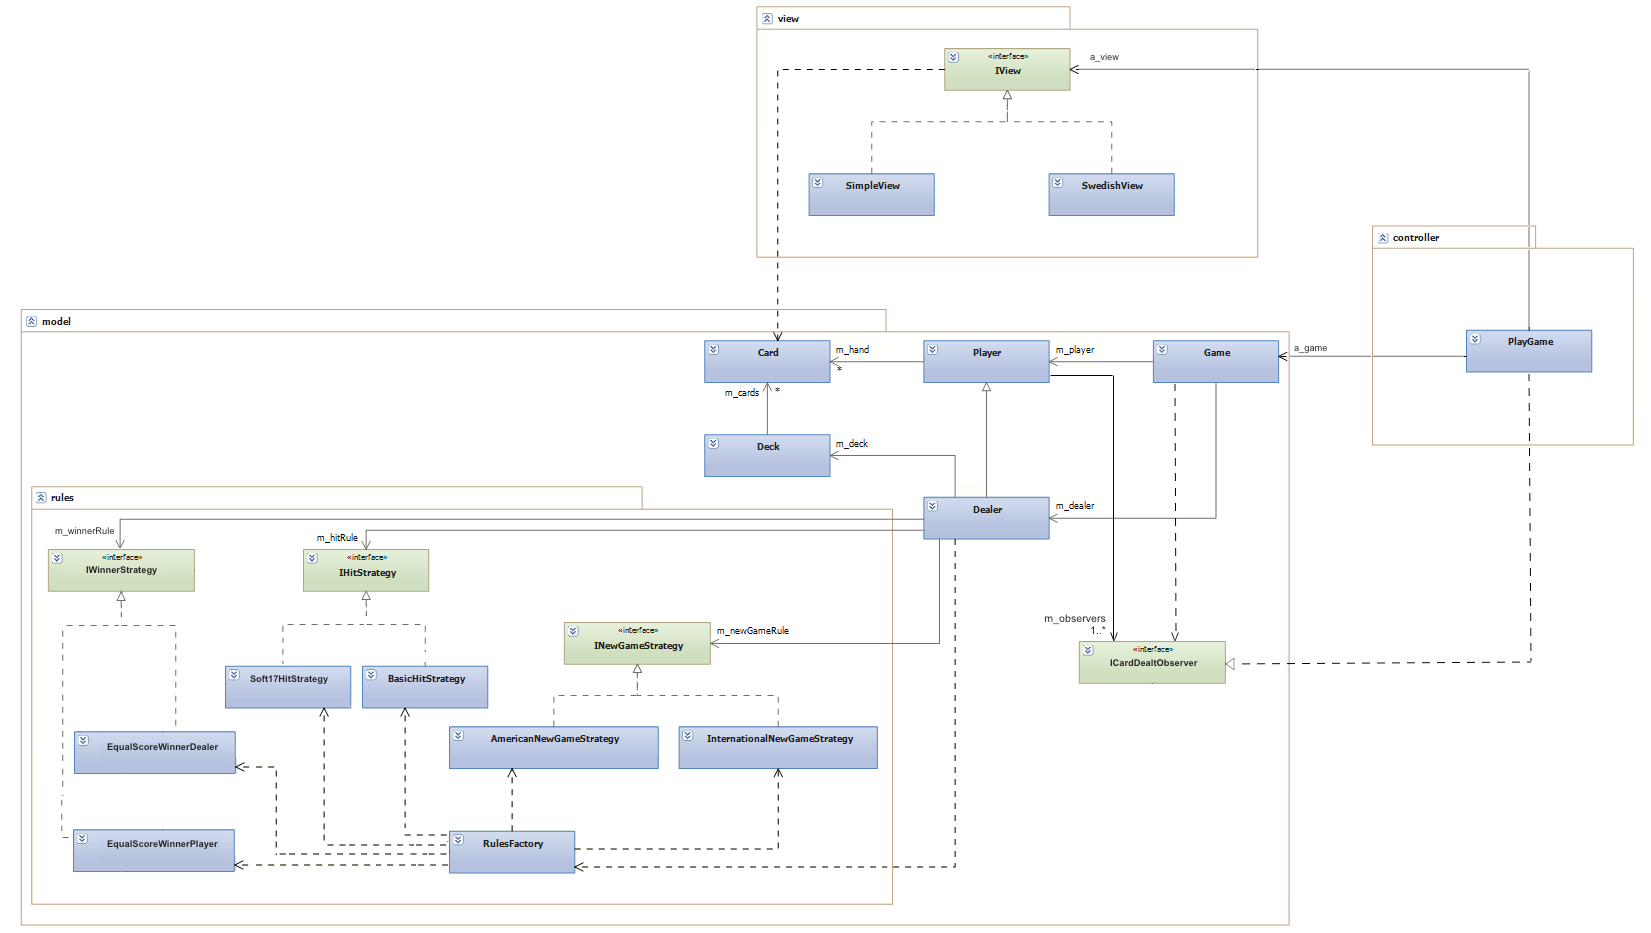 view
«interface»
IView
a_view
SimpleView
SwedishView
controller
PlayGame
model
Card
m_hand
*
Player
m_player
Game
a_game
m_cards
*
Deck
m_deck
rules
Dealer
m_dealer
m_winnerRule
«interface»
IWinnerStrategy
m_hitRule
«interface»
IHitStrategy
«interface»
INewGameStrategy
m_newGameRule
m_observers
1..*
«interface»
ICardDealtObserver
Soft17HitStrategy
BasicHitStrategy
EqualScoreWinnerDealer
AmericanNewGameStrategy
InternationalNewGameStrategy
EqualScoreWinnerPlayer
RulesFactory